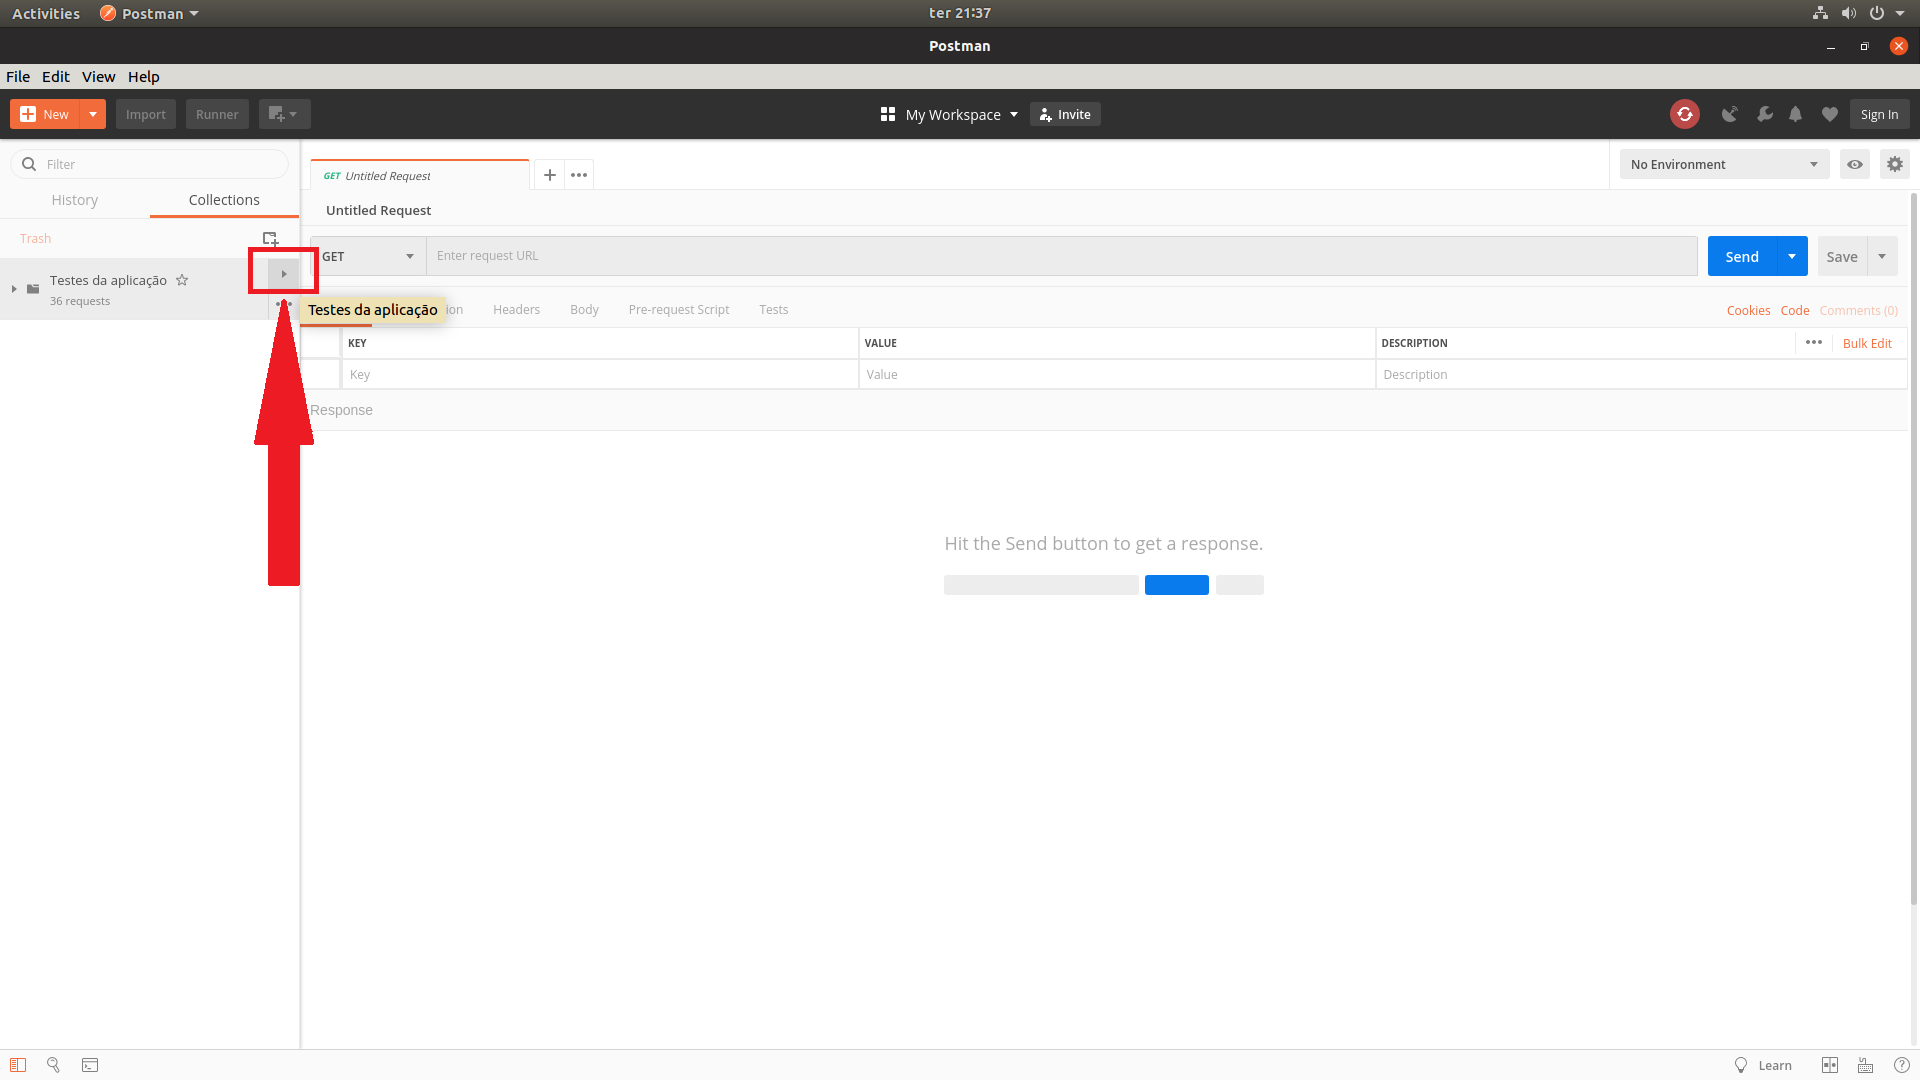 Activities Postman ter 21:37
Postman
File Edit View Help
New Import Runner My Workspace Invite Sign In
Filter
GET Untitled Request
No Environment
History Collections
Untitled Request
Trash
GET Enter request URL Send Save
Testes da aplicação
36 requests
Testes da aplicação
ion Headers Body Pre-request Script Tests Cookies Code Comments (0)
KEY VALUE DESCRIPTION Bulk Edit
Key Value Description
Response
Hit the Send button to get a response.
Learn